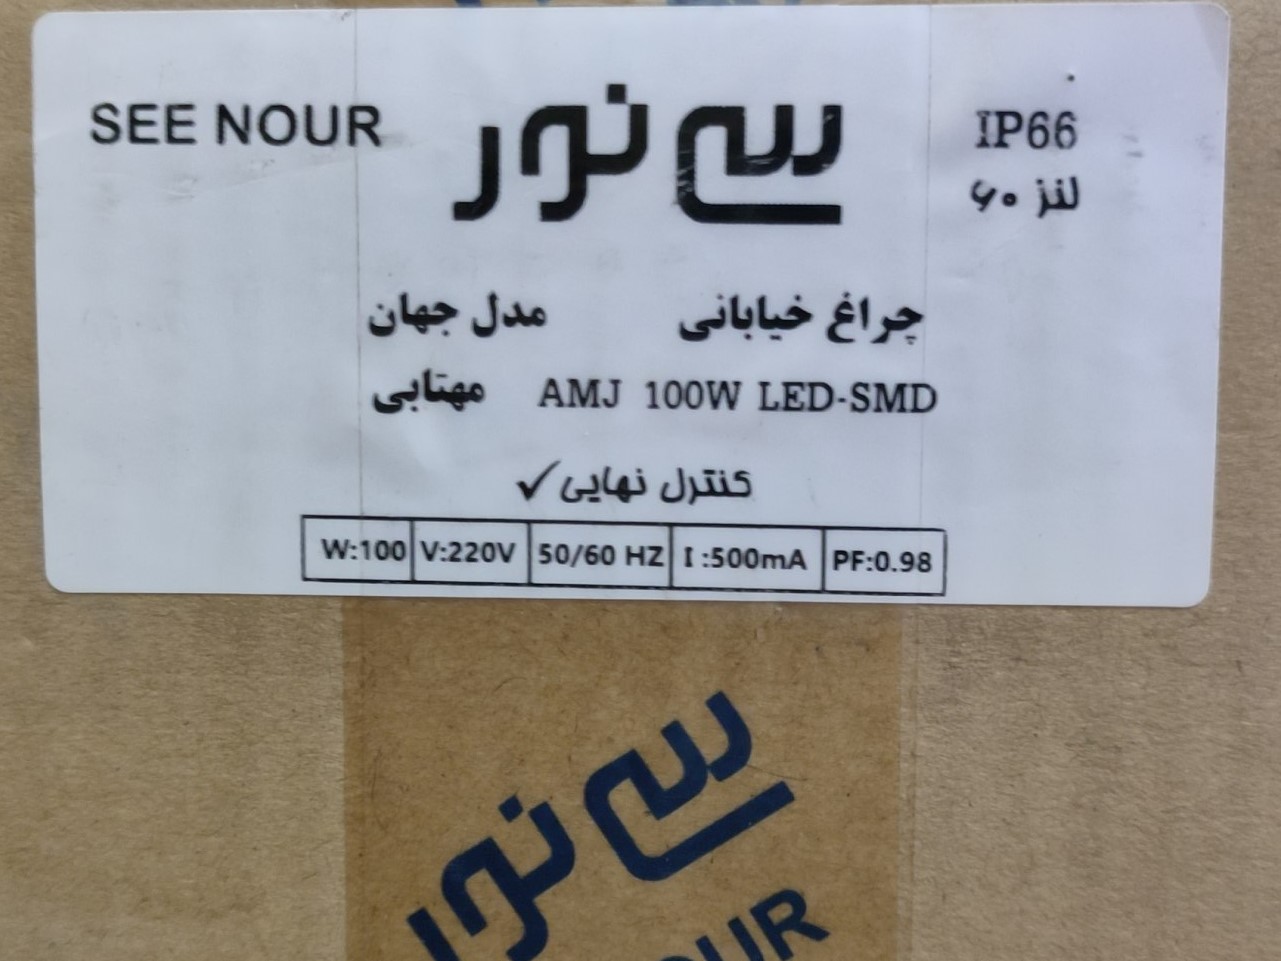 SEE NOUR سی نور IP66
لنز ۶۰
چراغ خیابانی مدل جهان
AMJ 100W LED-SMD مهتابی
کنترل نهایی ✓
W:100 V:220V 50/60 HZ I :500mA PF:0.98
سی نور
OUR